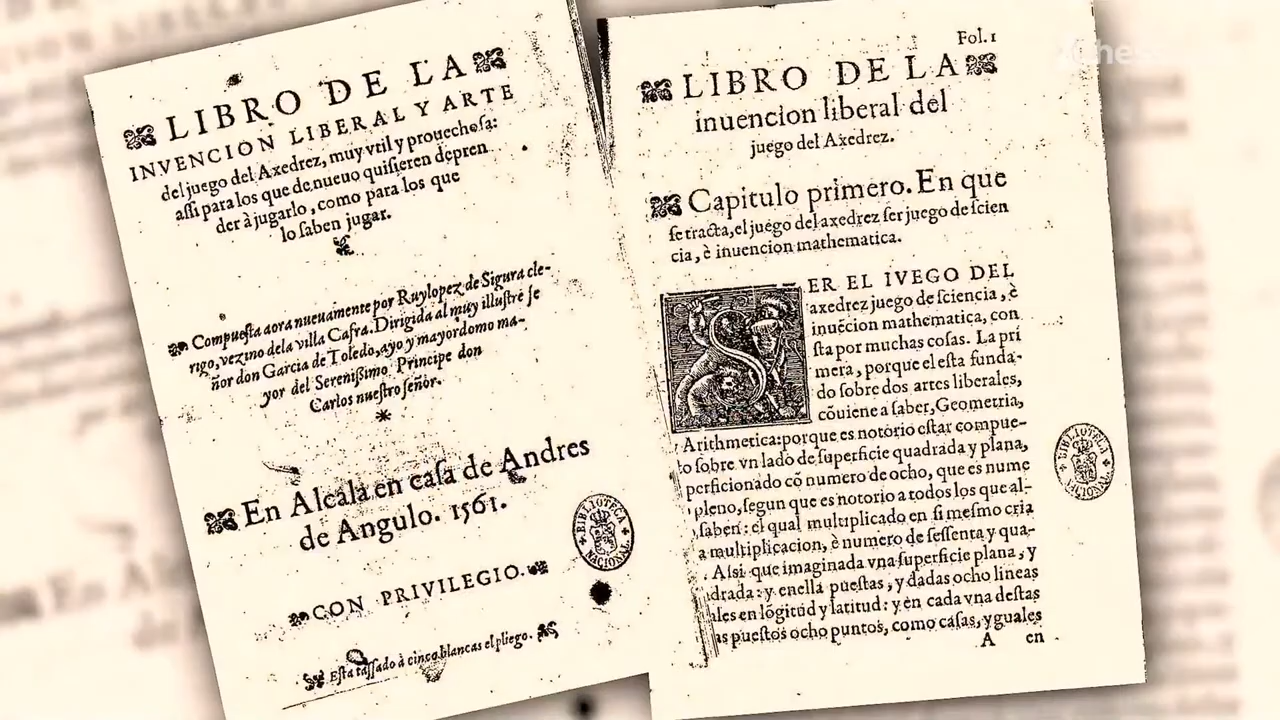 LIBRO DE LA
INVENCION LIBERAL Y ARTE
del juego del Axedrez, muy vtil y prouechosa:
assi para los que de nueuo quisieren depren
der à jugarlo, como para los que
lo saben jugar.
Compuesta aora nueuamente por Ruylopez de Sigura cle-
rigo, vezino dela villa Cafra. Dirigida al muy illustre se
ñor don Garcia de Toledo, ayo y mayordomo ma-
yor del Serenißimo Principe don
Carlos nuestro señor.
En Alcala en casa de Andres
de Angulo. 1561.
CON PRIVILEGIO.
Esta tassado à cinco blancas el pliego.
BIBLIOTECA NACIONAL
Fol. 1
LIBRO DE LA
inuencion liberal del
juego del Axedrez.
Capitulo primero. En que
se tracta, el juego del axedrez ser juego de scien
cia, è inuencion mathematica.
SER EL IVEGO DEL
axedrez juego de sciencia, è
inuẽcion mathematica, con
sta por muchas cosas. La pri
mera, porque el esta funda-
do sobre dos artes liberales,
cõuiene a saber, Geometria,
Arithmetica: porque es notorio estar compue-
to sobre vn lado de superficie quadrada y plana,
perficionado cõ numero de ocho, que es nume
pleno, segun que es notorio a todos los que al-
saben: el qual multuplicado en si mesmo cria
a multiplicacion, è numero de sessenta y qua-
Assi que imaginada vna superficie plana, y
drada: y enella puestas, y dadas ocho lineas
ales en lõgitud y latitud: y en cada vna destas
as puestos ocho puntos, como casas, yguales
A en
BIBLIOTECA NACIONAL